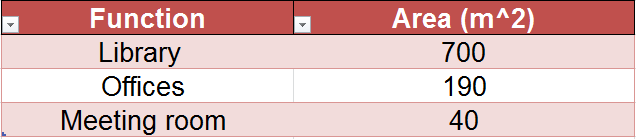 Function Area (m^2)
Library 700
Offices 190
Meeting room 40